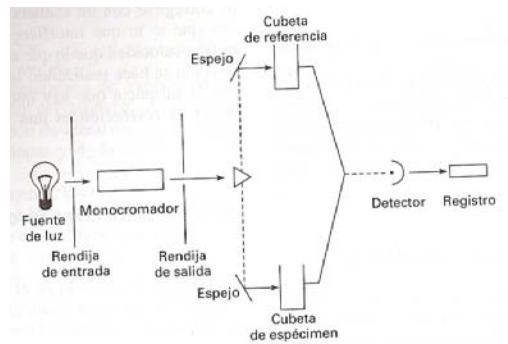 Cubeta
de referencia
Espejo
Fuente
de luz
Monocromador
Detector
Registro
Rendija
de entrada
Rendija
de salida
Espejo
Cubeta
de espécimen